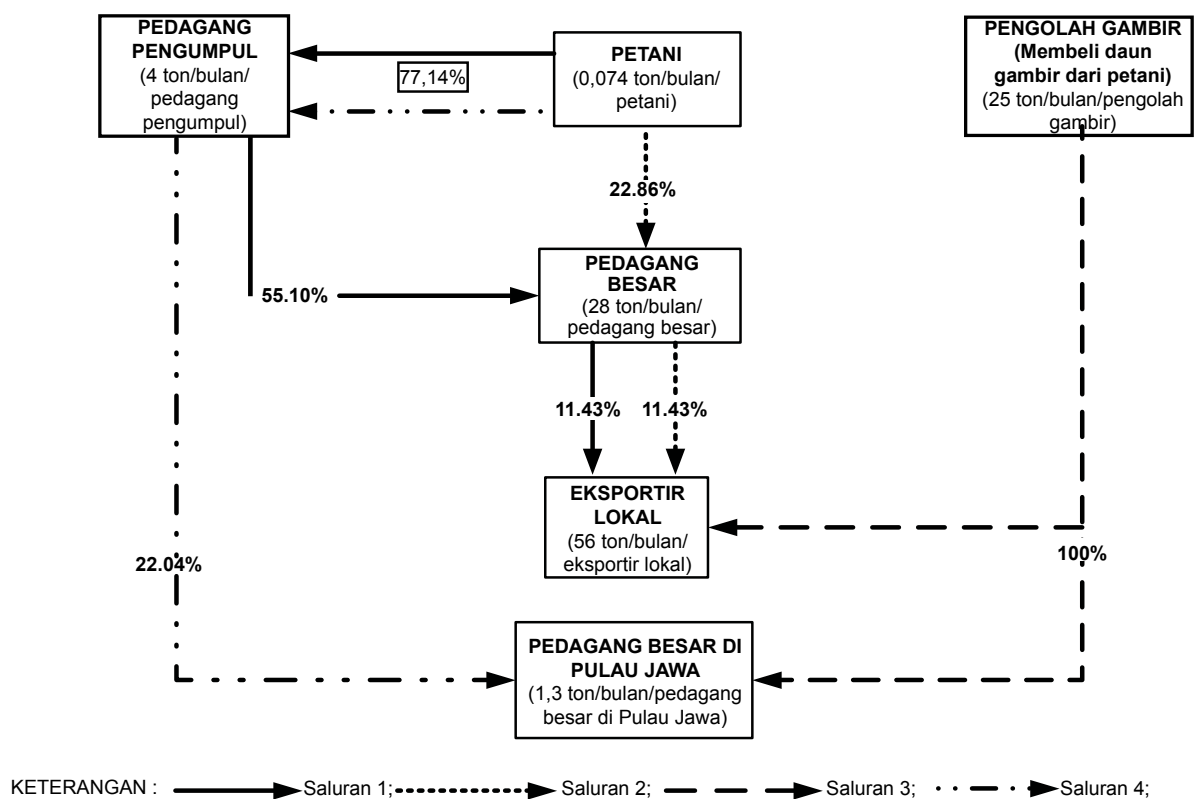 PEDAGANG
PENGUMPUL
(4 ton/bulan/
pedagang
pengumpul)
77,14%
PETANI
(0,074 ton/bulan/
petani)
PENGOLAH GAMBIR
(Membeli daun
gambir dari petani)
(25 ton/bulan/pengolah
gambir)
22.86%
PEDAGANG
BESAR
(28 ton/bulan/
pedagang besar)
55.10%
11.43% 11.43%
EKSPORTIR
LOKAL
(56 ton/bulan/
eksportir lokal)
22.04%
100%
PEDAGANG BESAR DI
PULAU JAWA
(1,3 ton/bulan/pedagang
besar di Pulau Jawa)
KETERANGAN : Saluran 1; Saluran 2; Saluran 3; Saluran 4;